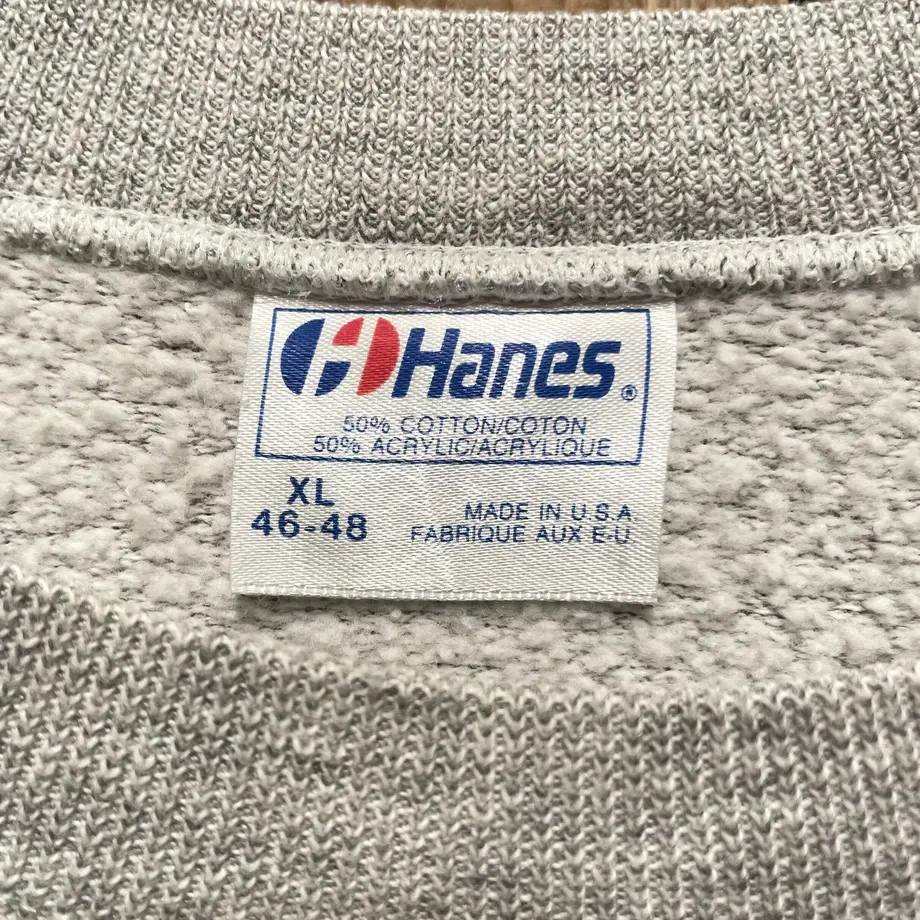 Hanes®
50% COTTON/COTON
50% ACRYLIC/ACRYLIQUE
XL
46-48
MADE IN U.S.A.
FABRIQUE AUX E-U.